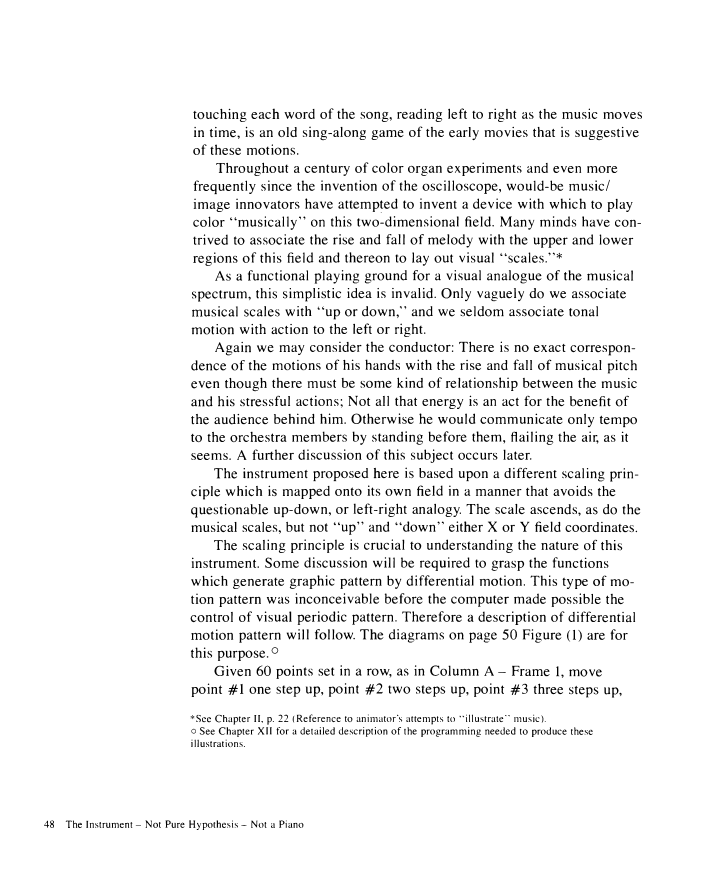 touching each word of the song, reading left to right as the music moves
in time, is an old sing-along game of the early movies that is suggestive
of these motions.
Throughout a century of color organ experiments and even more
frequently since the invention of the oscilloscope, would-be music/
image innovators have attempted to invent a device with which to play
color ‘‘musically’’ on this two-dimensional field. Many minds have con-
trived to associate the rise and fall of melody with the upper and lower
regions of this field and thereon to lay out visual ‘‘scales.’’*
As a functional playing ground for a visual analogue of the musical
spectrum, this simplistic idea is invalid. Only vaguely do we associate
musical scales with ‘‘up or down,’’ and we seldom associate tonal
motion with action to the left or right.
Again we may consider the conductor: There is no exact correspon-
dence of the motions of his hands with the rise and fall of musical pitch
even though there must be some kind of relationship between the music
and his stressful actions; Not all that energy is an act for the benefit of
the audience behind him. Otherwise he would communicate only tempo
to the orchestra members by standing before them, flailing the air, as it
seems. A further discussion of this subject occurs later.
The instrument proposed here is based upon a different scaling prin-
ciple which is mapped onto its own field in a manner that avoids the
questionable up-down, or left-right analogy. The scale ascends, as do the
musical scales, but not ‘‘up’’ and ‘‘down’’ either X or Y field coordinates.
The scaling principle is crucial to understanding the nature of this
instrument. Some discussion will be required to grasp the functions
which generate graphic pattern by differential motion. This type of mo-
tion pattern was inconceivable before the computer made possible the
control of visual periodic pattern. Therefore a description of differential
motion pattern will follow. The diagrams on page 50 Figure (1) are for
this purpose.○
Given 60 points set in a row, as in Column A – Frame 1, move
point #1 one step up, point #2 two steps up, point #3 three steps up,
*See Chapter II, p. 22 (Reference to animator's attempts to ‘‘illustrate’’ music).
○ See Chapter XII for a detailed description of the programming needed to produce these
illustrations.
48 The Instrument – Not Pure Hypothesis – Not a Piano